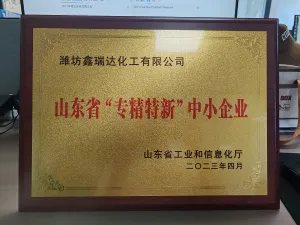 潍坊鑫瑞达化工有限公司
山东省“专精特新”中小企业
山东省工业和信息化厅
二〇二三年四月